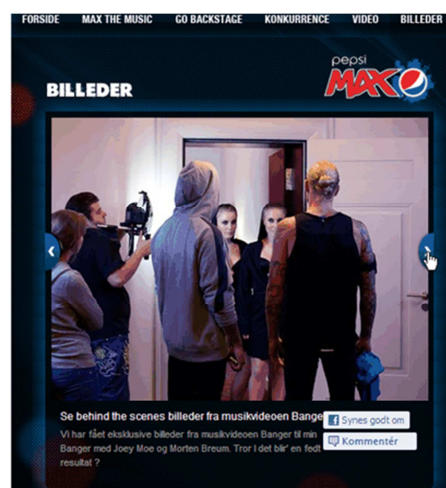 FORSIDE MAX THE MUSIC GO BACKSTAGE KONKURRENCE VIDEO BILLEDER
pepsi
MAX
BILLEDER
Se behind the scenes billeder fra musikvideoen Banger
Synes godt om
Vi har fået eksklusive billeder fra musikvideoen Banger til min
Kommentér
Banger med Joey Moe og Morten Breum. Tror I det blir' en fedt
resultat ?